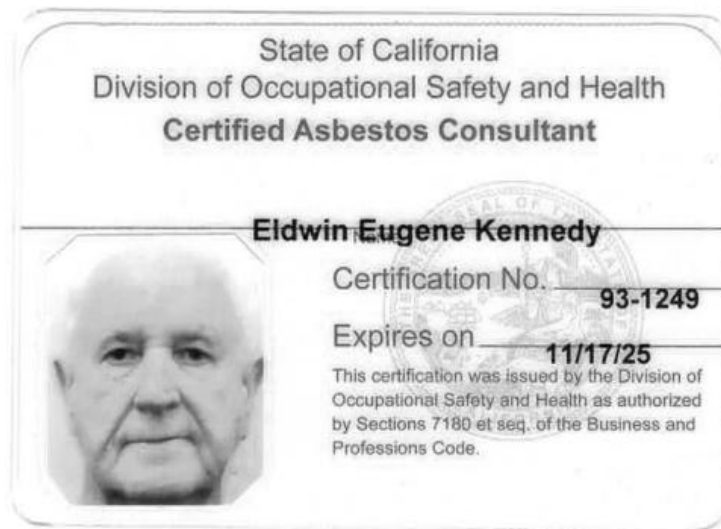 State of California
Division of Occupational Safety and Health
Certified Asbestos Consultant
Eldwin Eugene Kennedy
Name
Certification No. 93-1249
Expires on 11/17/25
This certification was issued by the Division of
Occupational Safety and Health as authorized
by Sections 7180 et seq. of the Business and
Professions Code.